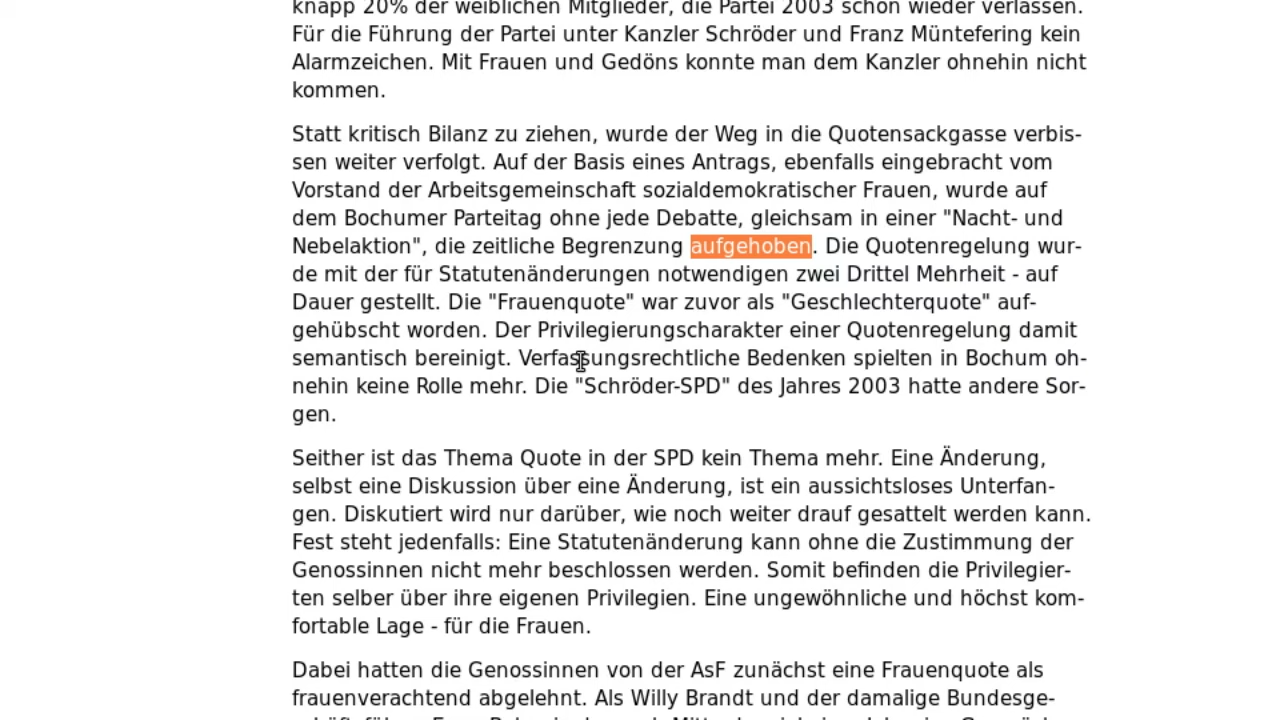 knapp 20% der weiblichen Mitglieder, die Partei 2003 schon wieder verlassen.
Für die Führung der Partei unter Kanzler Schröder und Franz Müntefering kein
Alarmzeichen. Mit Frauen und Gedöns konnte man dem Kanzler ohnehin nicht
kommen.
Statt kritisch Bilanz zu ziehen, wurde der Weg in die Quotensackgasse verbis-
sen weiter verfolgt. Auf der Basis eines Antrags, ebenfalls eingebracht vom
Vorstand der Arbeitsgemeinschaft sozialdemokratischer Frauen, wurde auf
dem Bochumer Parteitag ohne jede Debatte, gleichsam in einer "Nacht- und
Nebelaktion", die zeitliche Begrenzung aufgehoben. Die Quotenregelung wur-
de mit der für Statutenänderungen notwendigen zwei Drittel Mehrheit - auf
Dauer gestellt. Die "Frauenquote" war zuvor als "Geschlechterquote" auf-
gehübscht worden. Der Privilegierungscharakter einer Quotenregelung damit
semantisch bereinigt. Verfassungsrechtliche Bedenken spielten in Bochum oh-
nehin keine Rolle mehr. Die "Schröder-SPD" des Jahres 2003 hatte andere Sor-
gen.
Seither ist das Thema Quote in der SPD kein Thema mehr. Eine Änderung,
selbst eine Diskussion über eine Änderung, ist ein aussichtsloses Unterfan-
gen. Diskutiert wird nur darüber, wie noch weiter drauf gesattelt werden kann.
Fest steht jedenfalls: Eine Statutenänderung kann ohne die Zustimmung der
Genossinnen nicht mehr beschlossen werden. Somit befinden die Privilegier-
ten selber über ihre eigenen Privilegien. Eine ungewöhnliche und höchst kom-
fortable Lage - für die Frauen.
Dabei hatten die Genossinnen von der AsF zunächst eine Frauenquote als
frauenverachtend abgelehnt. Als Willy Brandt und der damalige Bundesge-